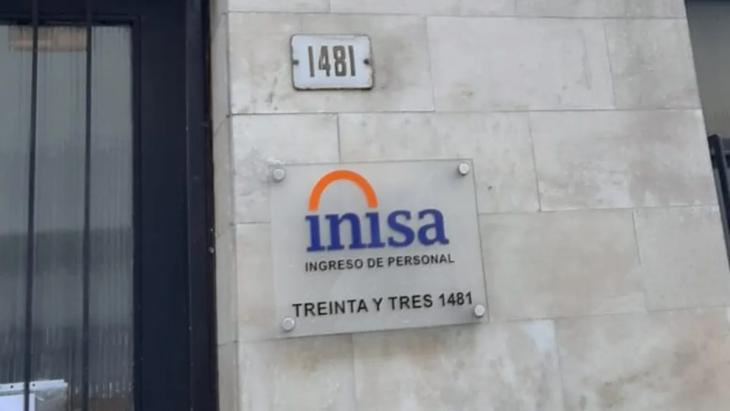 1481
inisa
INGRESO DE PERSONAL
TREINTA Y TRES 1481